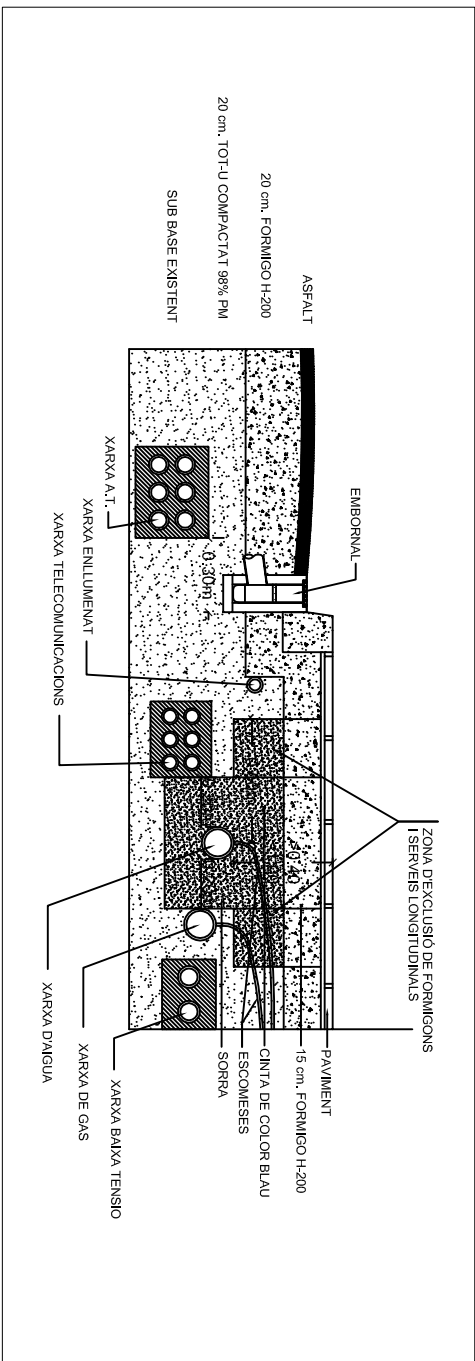 ASFALT
20 cm. FORMIGO H-200
20 cm. TOT-U COMPACTAT 98% PM
SUB BASE EXISTENT
EMBORNAL
ZONA D'EXCLUSIÓ DE FORMIGONS
I SERVEIS LONGITUDINALS
PAVIMENT
15 cm. FORMIGO H-200
CINTA DE COLOR BLAU
ESCOMESES
SORRA
0.30m
XARXA A.T.
XARXA ENLLUMENAT
XARXA TELECOMUNICACIONS
XARXA D'AIGUA
XARXA DE GAS
XARXA BAIXA TENSIO